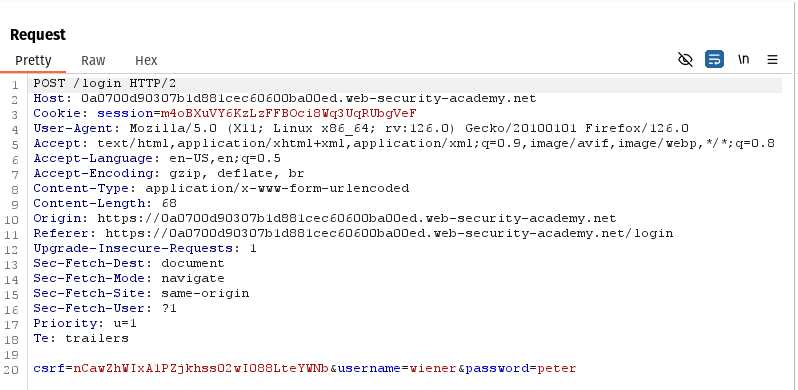 Request
Pretty Raw Hex \n
1 POST /login HTTP/2
2 Host: 0a0700d90307b1d881cec60600ba00ed.web-security-academy.net
3 Cookie: session=m4oBXuVY6KzLzFFBOci8Wq3UqRUbgVeF
4 User-Agent: Mozilla/5.0 (X11; Linux x86_64; rv:126.0) Gecko/20100101 Firefox/126.0
5 Accept: text/html,application/xhtml+xml,application/xml;q=0.9,image/avif,image/webp,*/*;q=0.8
6 Accept-Language: en-US,en;q=0.5
7 Accept-Encoding: gzip, deflate, br
8 Content-Type: application/x-www-form-urlencoded
9 Content-Length: 68
10 Origin: https://0a0700d90307b1d881cec60600ba00ed.web-security-academy.net
11 Referer: https://0a0700d90307b1d881cec60600ba00ed.web-security-academy.net/login
12 Upgrade-Insecure-Requests: 1
13 Sec-Fetch-Dest: document
14 Sec-Fetch-Mode: navigate
15 Sec-Fetch-Site: same-origin
16 Sec-Fetch-User: ?1
17 Priority: u=1
18 Te: trailers
19
20 csrf=nCawZhWIxAlPZjkhssO2wIO88LteYWNb&username=wiener&password=peter